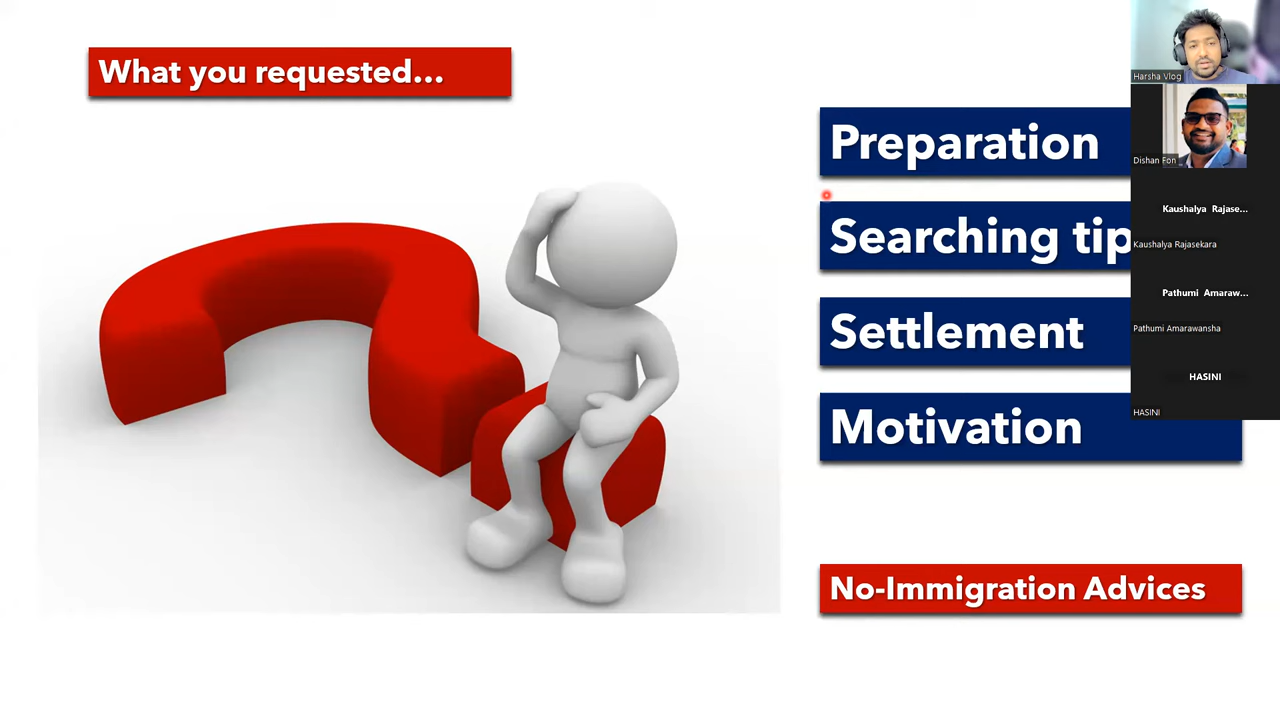 What you requested...
Preparation
Searching tip
Settlement
Motivation
No-Immigration Advices
Harsha Vlog
Dishan Fon
Kaushalya Rajase...
Kaushalya Rajasekara
Pathumi Amaraw...
Pathumi Amarawansha
HASINI
HASINI